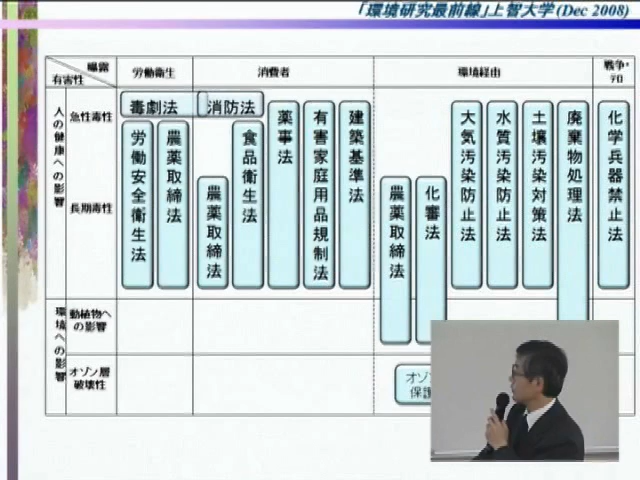 「環境研究最前線」上智大学 (Dec 2008)
曝露
有害性
労働衛生
消費者
環境経由
戦争・テロ
人の健康への影響
急性毒性
長期毒性
毒劇法
消防法
労働安全衛生法
農薬取締法
農薬取締法
食品衛生法
薬事法
有害家庭用品規制法
建築基準法
農薬取締法
化審法
大気汚染防止法
水質汚染防止法
土壌汚染対策法
廃棄物処理法
化学兵器禁止法
環境への影響
動植物へ
の影響
オゾン層
破壊性
オゾ
保護